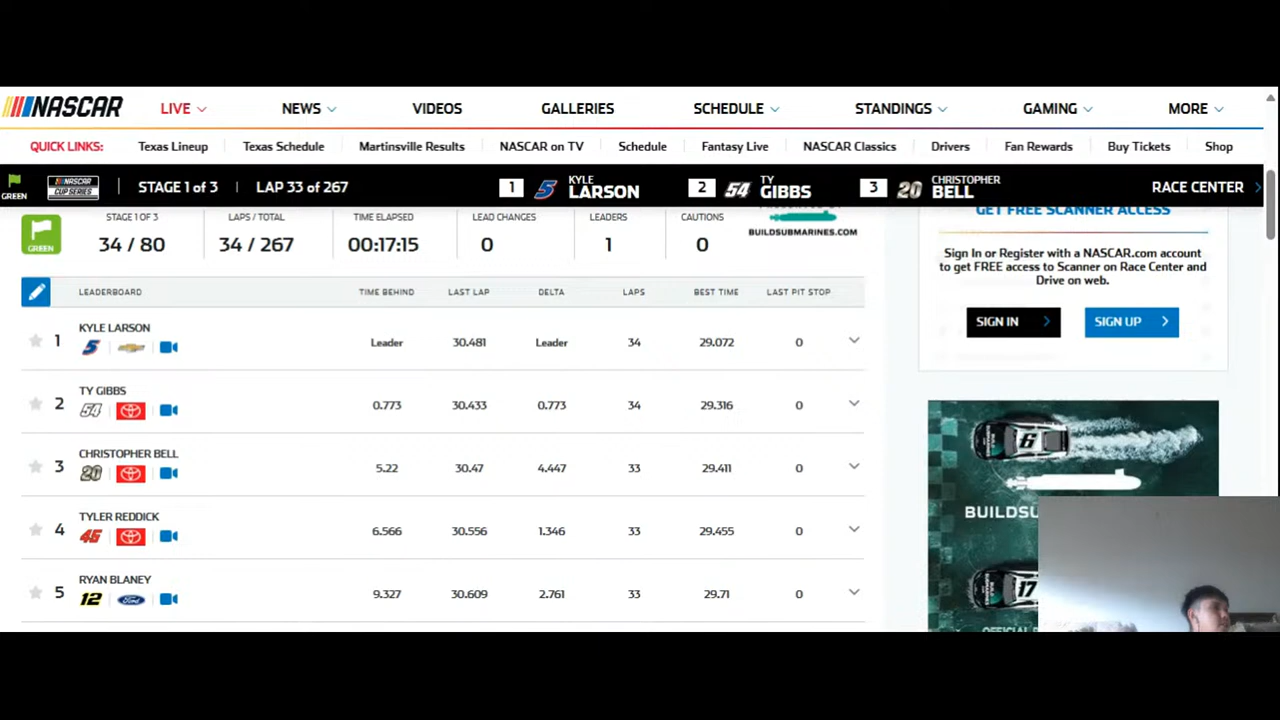 NASCAR
LIVE
NEWS
VIDEOS
GALLERIES
SCHEDULE
STANDINGS
GAMING
MORE
QUICK LINKS:
Texas Lineup
Texas Schedule
Martinsville Results
NASCAR on TV
Schedule
Fantasy Live
NASCAR Classics
Drivers
Fan Rewards
Buy Tickets
Shop
GREEN
NASCAR
CUP SERIES
STAGE 1 of 3
LAP 33 of 267
1 5 KYLE LARSON
2 54 TY GIBBS
3 20 CHRISTOPHER BELL
RACE CENTER
GREEN
STAGE 1 OF 3
34 / 80
LAPS / TOTAL
34 / 267
TIME ELAPSED
00:17:15
LEAD CHANGES
0
LEADERS
1
CAUTIONS
0
BUILDSUBMARINES.COM
LEADERBOARD TIME BEHIND LAST LAP DELTA LAPS BEST TIME LAST PIT STOP
KYLE LARSON
1 5 Leader 30.481 Leader 34 29.072 0
TY GIBBS
2 54 0.773 30.433 0.773 34 29.316 0
CHRISTOPHER BELL
3 20 5.22 30.47 4.447 33 29.411 0
TYLER REDDICK
4 45 6.566 30.556 1.346 33 29.455 0
RYAN BLANEY
5 12 Ford 9.327 30.609 2.761 33 29.71 0
GET FREE SCANNER ACCESS
Sign In or Register with a NASCAR.com account
to get FREE access to Scanner on Race Center and
Drive on web.
SIGN IN
SIGN UP
6
BUILDSU
17